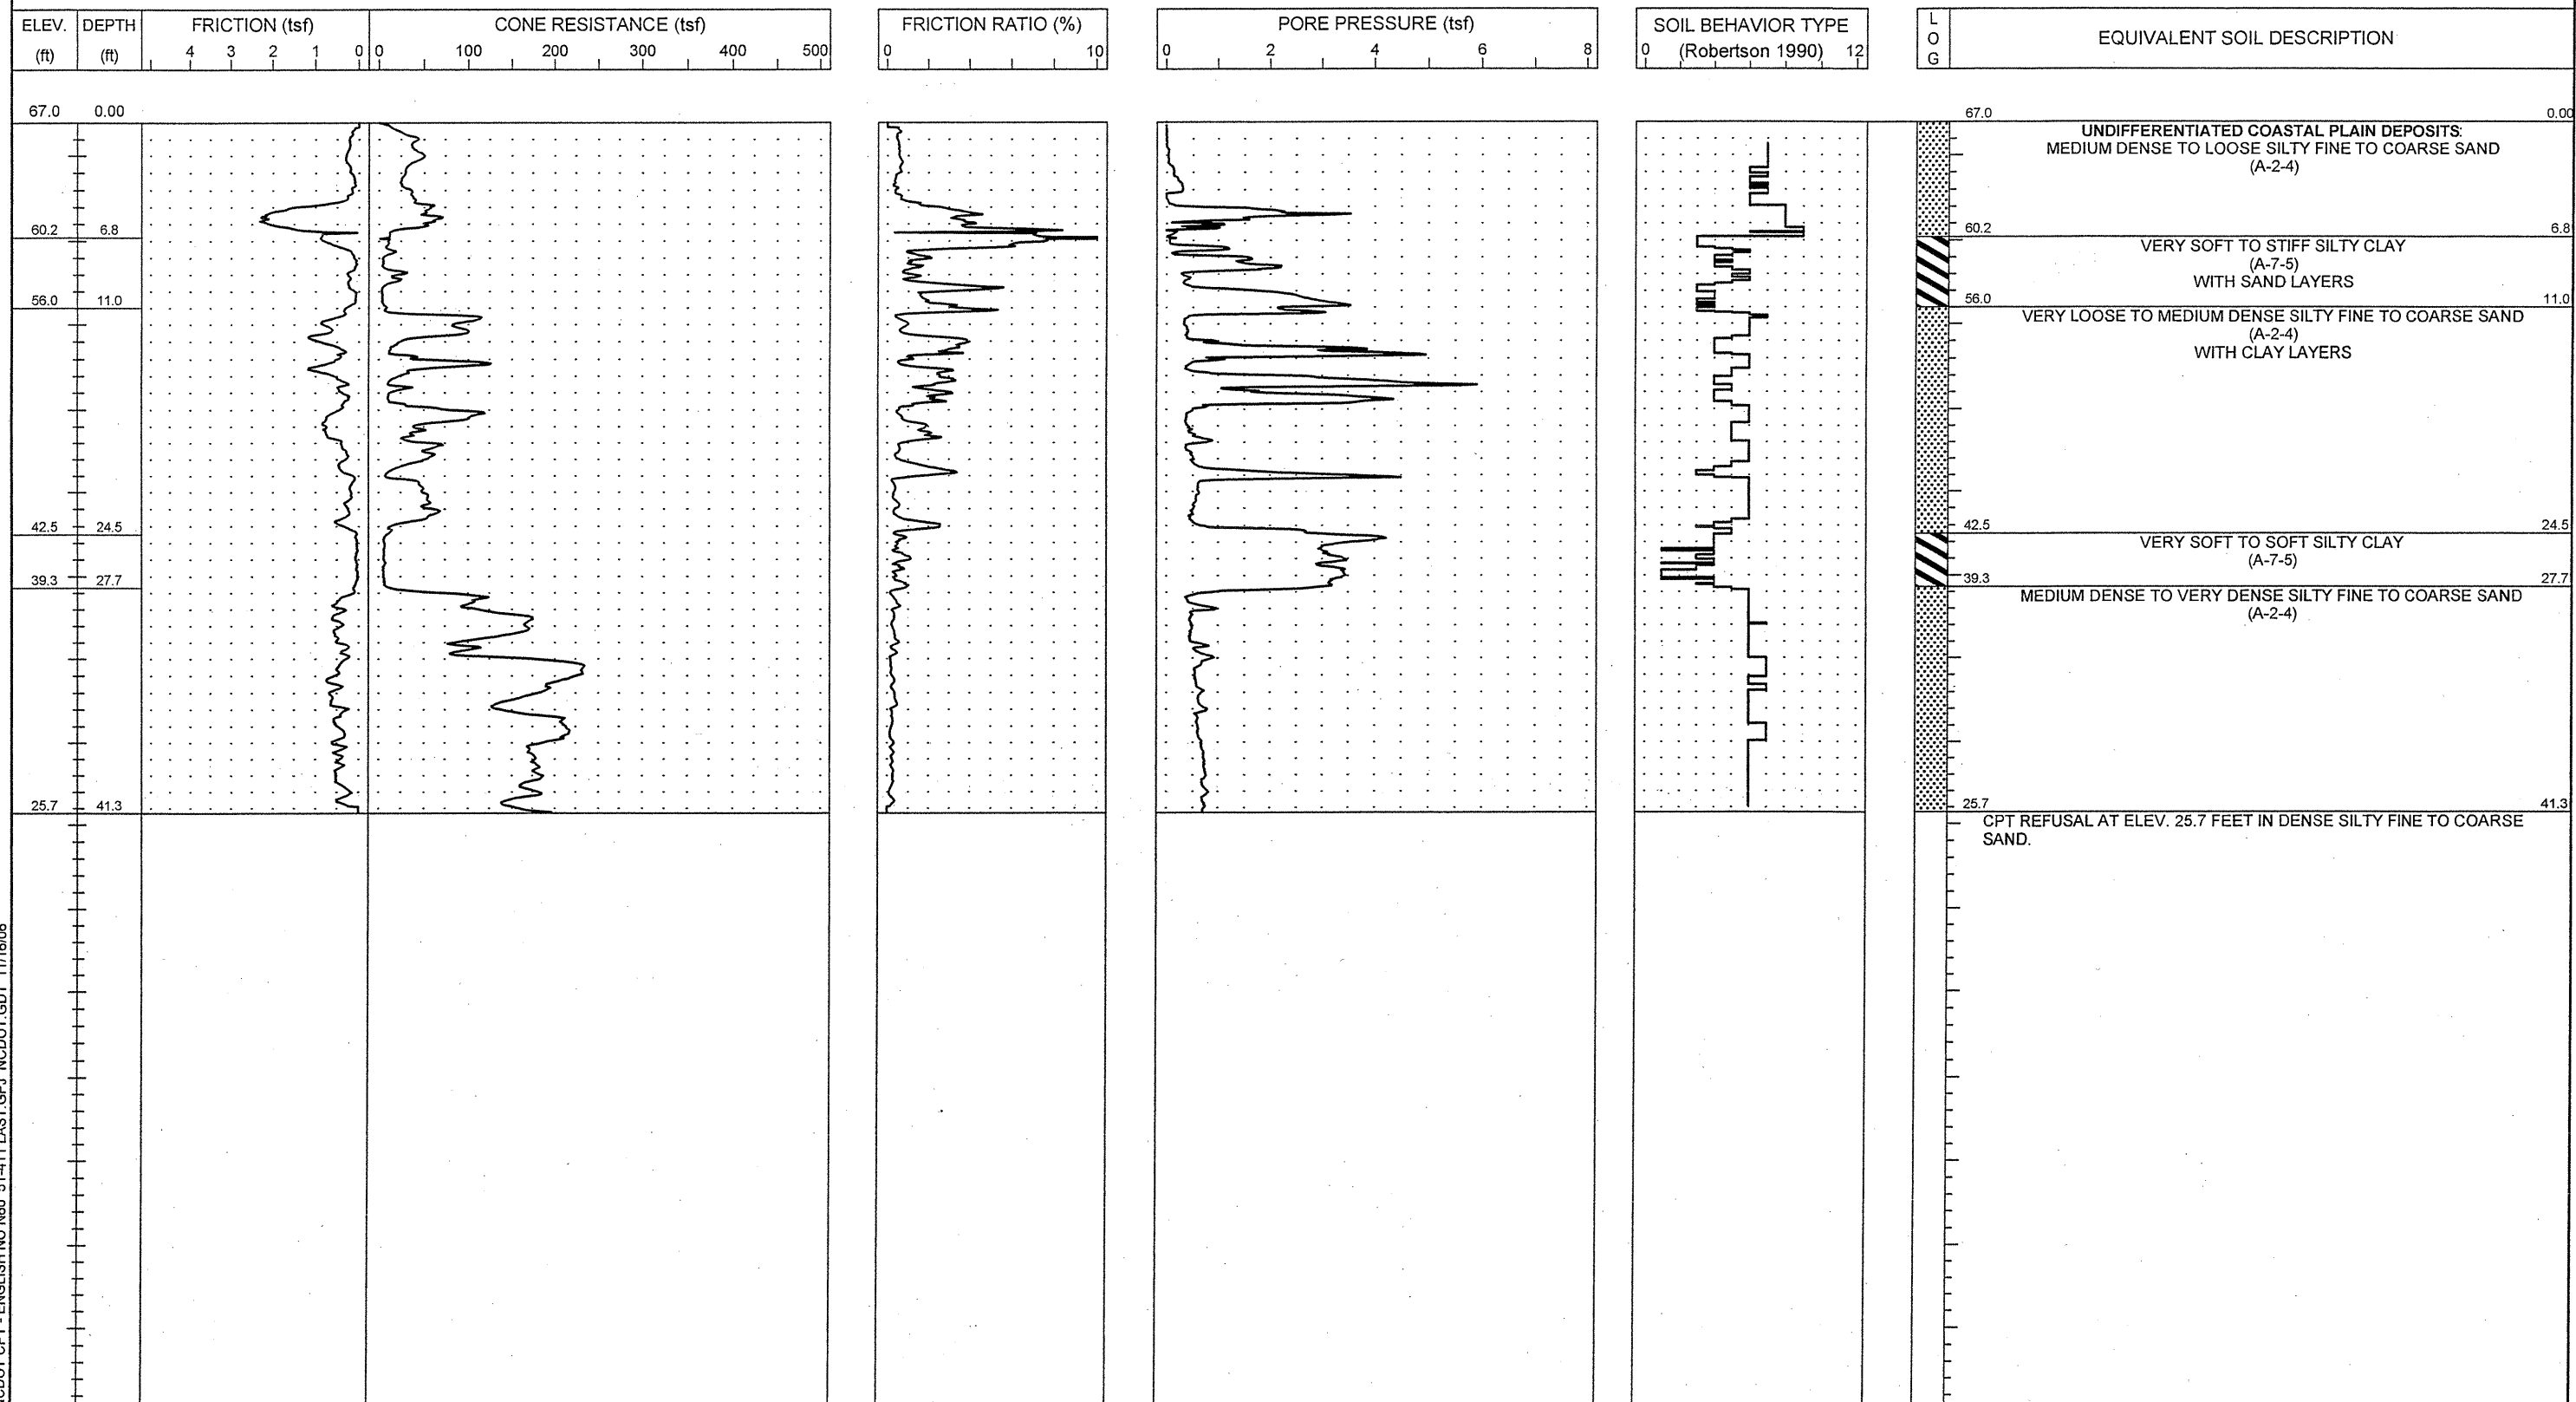 ELEV.
(ft)
DEPTH
(ft)
FRICTION (tsf)
4 3 2 1 0
CONE RESISTANCE (tsf)
0 100 200 300 400 500
FRICTION RATIO (%)
0 10
PORE PRESSURE (tsf)
0 2 4 6 8
SOIL BEHAVIOR TYPE
(Robertson 1990)
0 12
L
O
G
EQUIVALENT SOIL DESCRIPTION
67.0 0.00
67.0 0.00
UNDIFFERENTIATED COASTAL PLAIN DEPOSITS:
MEDIUM DENSE TO LOOSE SILTY FINE TO COARSE SAND
(A-2-4)
60.2 6.8
60.2 6.8
VERY SOFT TO STIFF SILTY CLAY
(A-7-5)
WITH SAND LAYERS
56.0 11.0
56.0 11.0
VERY LOOSE TO MEDIUM DENSE SILTY FINE TO COARSE SAND
(A-2-4)
WITH CLAY LAYERS
42.5 24.5
42.5 24.5
VERY SOFT TO SOFT SILTY CLAY
(A-7-5)
39.3 27.7
39.3 27.7
MEDIUM DENSE TO VERY DENSE SILTY FINE TO COARSE SAND
(A-2-4)
25.7 41.3
25.7 41.3
CPT REFUSAL AT ELEV. 25.7 FEET IN DENSE SILTY FINE TO COARSE
SAND.